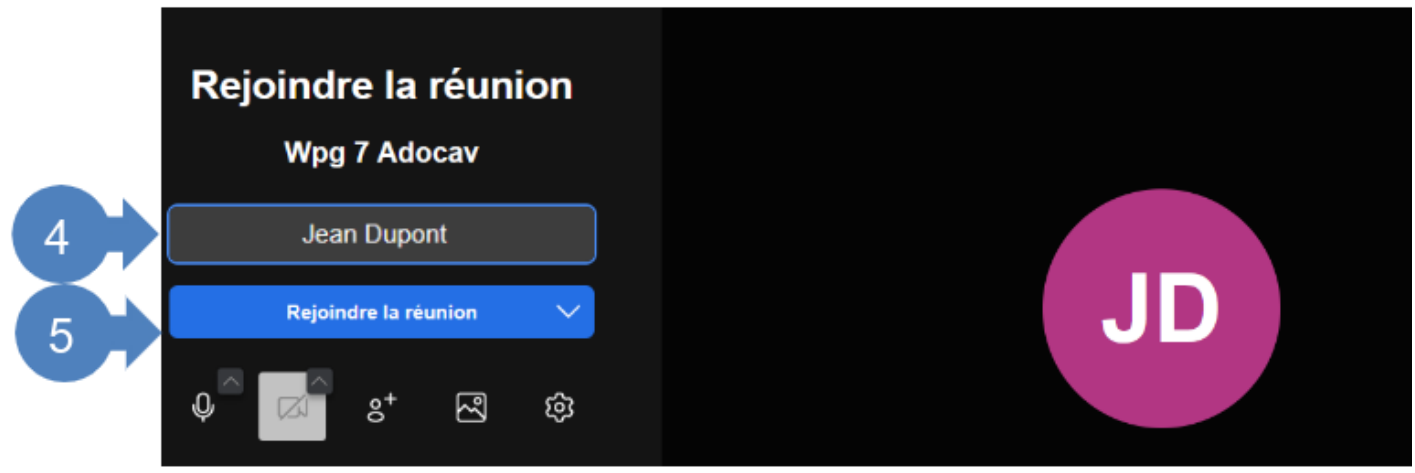 Rejoindre la réunion
Wpg 7 Adocav
4
Jean Dupont
5
Rejoindre la réunion
JD